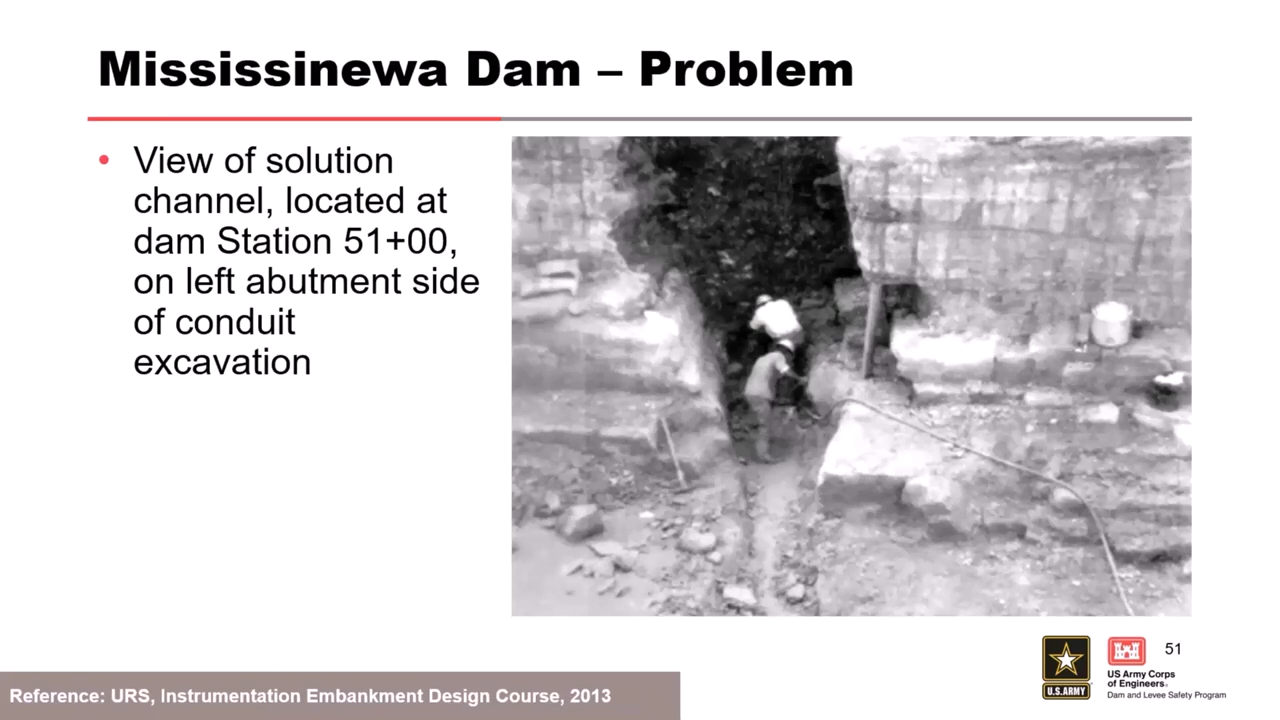 Mississinewa Dam – Problem
• View of solution
channel, located at
dam Station 51+00,
on left abutment side
of conduit
excavation
51
U.S.ARMY
US Army Corps
of Engineers®
Dam and Levee Safety Program
Reference: URS, Instrumentation Embankment Design Course, 2013